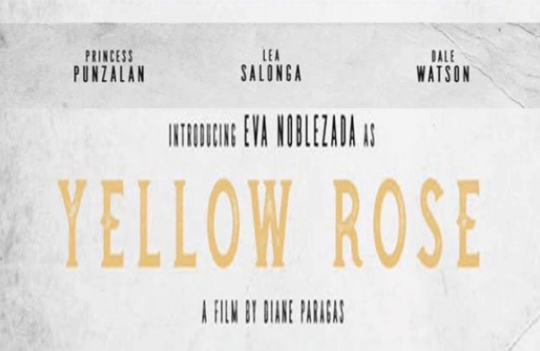 PRINCESS PUNZALAN
LEA SALONGA
DALE WATSON
INTRODUCING EVA NOBLEZADA AS
YELLOW ROSE
A FILM BY DIANE PARAGAS